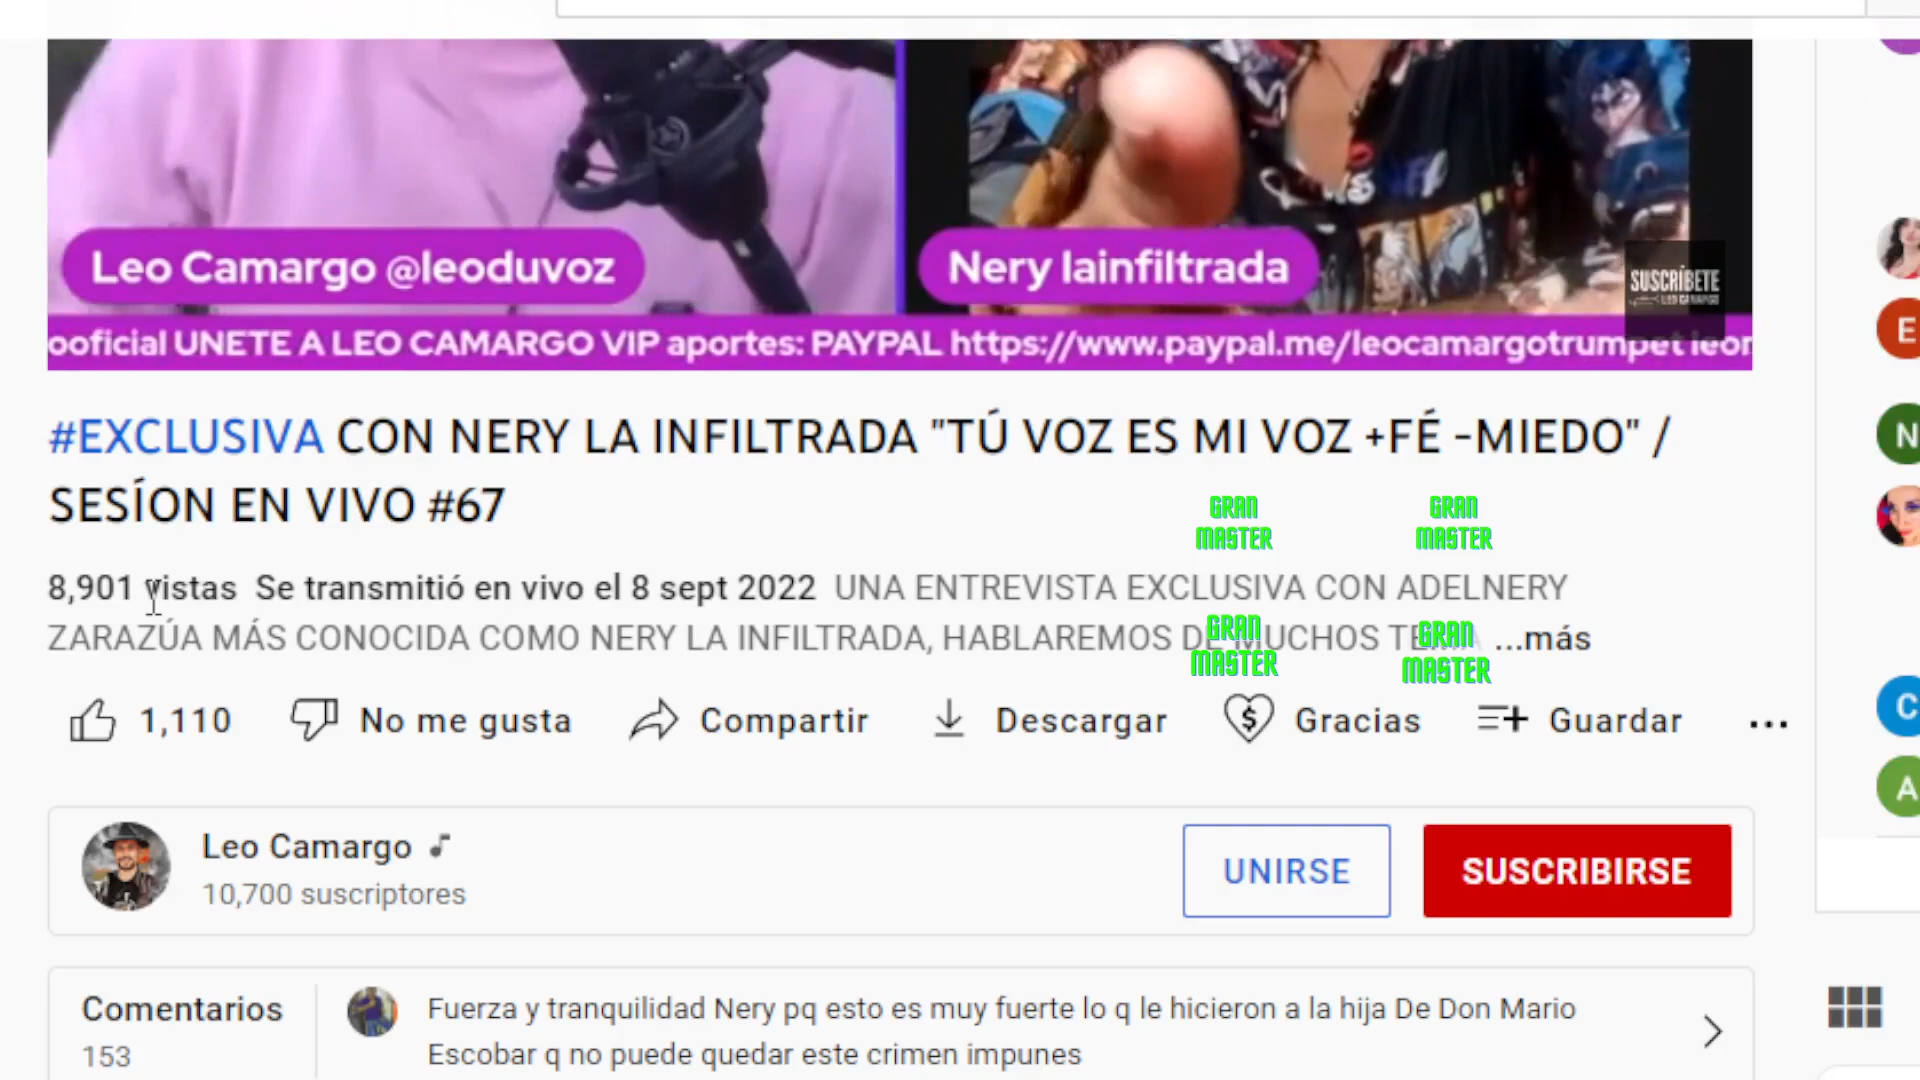 Leo Camargo @leoduvoz
Nery lainfiltrada
SUSCRÍBETE
LEO CAMARGO
ooficial UNETE A LEO CAMARGO VIP aportes: PAYPAL https://www.paypal.me/leocamargotrumpet leor
#EXCLUSIVA CON NERY LA INFILTRADA "TÚ VOZ ES MI VOZ +FÉ -MIEDO" /
SESÍON EN VIVO #67
GRAN MASTER
GRAN MASTER
8,901 vistas Se transmitió en vivo el 8 sept 2022 UNA ENTREVISTA EXCLUSIVA CON ADELNERY
ZARAZÚA MÁS CONOCIDA COMO NERY LA INFILTRADA, HABLAREMOS DE MUCHOS ...más
GRAN MASTER
GRAN MASTER
1,110 No me gusta Compartir Descargar Gracias Guardar ...
Leo Camargo
10,700 suscriptores
UNIRSE
SUSCRIBIRSE
Comentarios
153
Fuerza y tranquilidad Nery pq esto es muy fuerte lo q le hicieron a la hija De Don Mario
Escobar q no puede quedar este crimen impunes
E
N
C
A